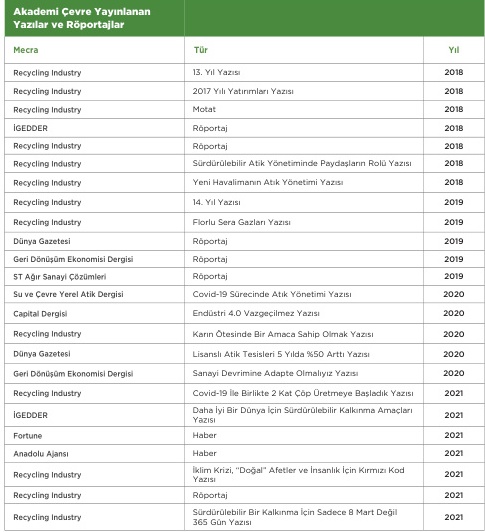 Akademi Çevre Yayınlanan
Yazılar ve Röportajlar
Mecra Tür Yıl
Recycling Industry 13. Yıl Yazısı 2018
Recycling Industry 2017 Yılı Yatırımları Yazısı 2018
Recycling Industry Motat 2018
İGEDDER Röportaj 2018
Recycling Industry Röportaj 2018
Recycling Industry Sürdürülebilir Atik Yönetiminde Paydaşların Rolü Yazısı 2018
Recycling Industry Yeni Havalimanın Atık Yönetimi Yazısı 2018
Recycling Industry 14. Yıl Yazısı 2019
Recycling Industry Florlu Sera Gazları Yazısı 2019
Dünya Gazetesi Röportaj 2019
Geri Dönüşüm Ekonomisi Dergisi Röportaj 2019
ST Ağır Sanayi Çözümleri Röportaj 2019
Su ve Çevre Yerel Atik Dergisi Covid-19 Sürecinde Atık Yönetimi Yazısı 2020
Capital Dergisi Endüstri 4.0 Vazgeçilmez Yazısı 2020
Recycling Industry Karın Ötesinde Bir Amaca Sahip Olmak Yazısı 2020
Dünya Gazetesi Lisanslı Atik Tesisleri 5 Yılda %50 Arttı Yazısı 2020
Geri Dönüşüm Ekonomisi Dergisi Sanayi Devrimine Adapte Olmalıyız Yazısı 2020
Recycling Industry Covid-19 İle Birlikte 2 Kat Çöp Üretmeye Başladık Yazısı 2021
İGEDDER Daha İyi Bir Dünya İçin Sürdürülebilir Kalkınma Amaçları
Yazısı 2021
Fortune Haber 2021
Anadolu Ajansı Haber 2021
Recycling Industry İklim Krizi, "Doğal" Afetler ve İnsanlık İçin Kırmızı Kod
Yazısı 2021
Recycling Industry Röportaj 2021
Recycling Industry Sürdürülebilir Bir Kalkınma İçin Sadece 8 Mart Değil
365 Gün Yazısı 2021